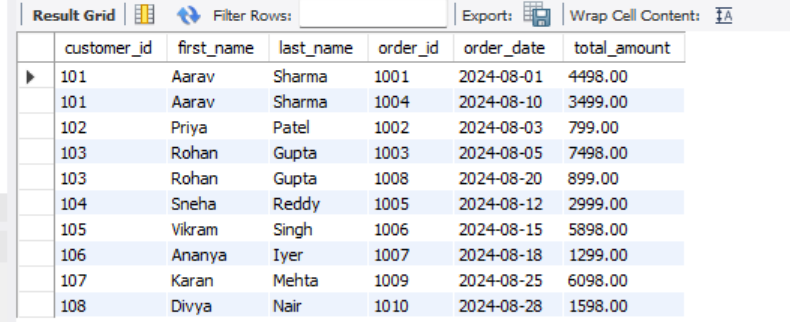 Result Grid Filter Rows: Export: Wrap Cell Content: IA
customer_id first_name last_name order_id order_date total_amount
101 Aarav Sharma 1001 2024-08-01 4498.00
101 Aarav Sharma 1004 2024-08-10 3499.00
102 Priya Patel 1002 2024-08-03 799.00
103 Rohan Gupta 1003 2024-08-05 7498.00
103 Rohan Gupta 1008 2024-08-20 899.00
104 Sneha Reddy 1005 2024-08-12 2999.00
105 Vikram Singh 1006 2024-08-15 5898.00
106 Ananya Iyer 1007 2024-08-18 1299.00
107 Karan Mehta 1009 2024-08-25 6098.00
108 Divya Nair 1010 2024-08-28 1598.00